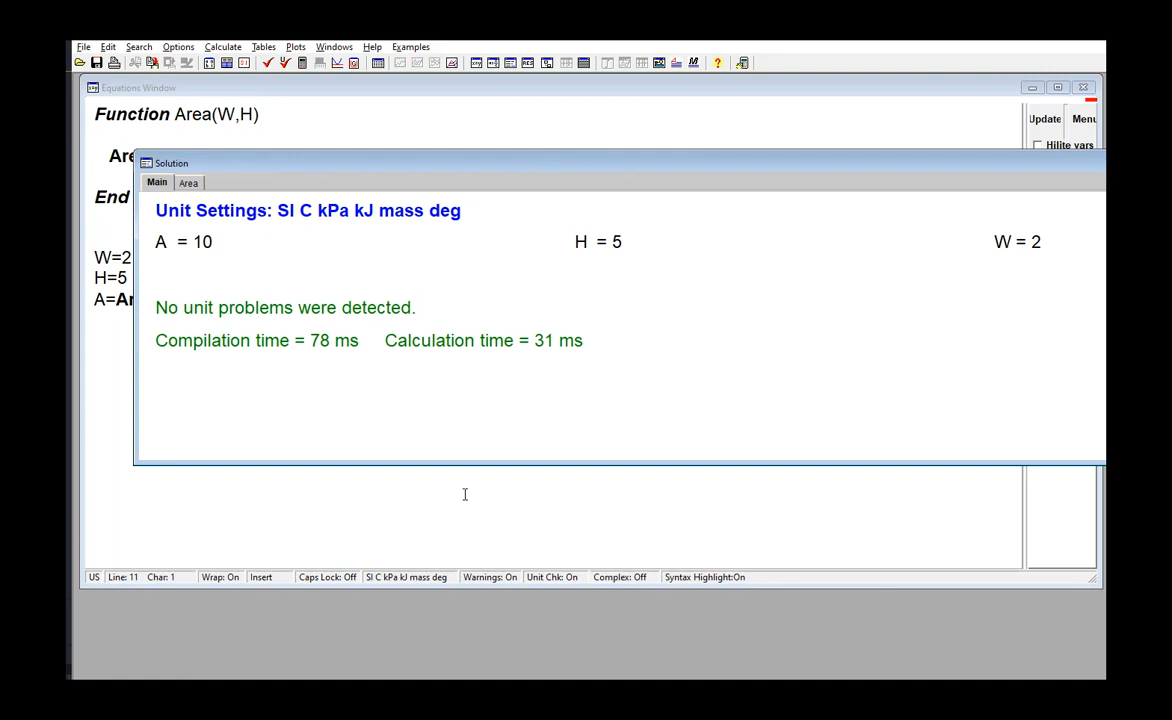 File Edit Search Options Calculate Tables Plots Windows Help Examples
Equations Window
Function Area(W,H)
Update Menu
Hilite vars
Are
Solution
Main Area
End
Unit Settings: SI C kPa kJ mass deg
A = 10 H = 5 W = 2
W=2
H=5
A=Ar
No unit problems were detected.
Compilation time = 78 ms Calculation time = 31 ms
US Line: 11 Char: 1 Wrap: On Insert Caps Lock: Off SI C kPa kJ mass deg Warnings: On Unit Chk: On Complex: Off Syntax Highlight:On